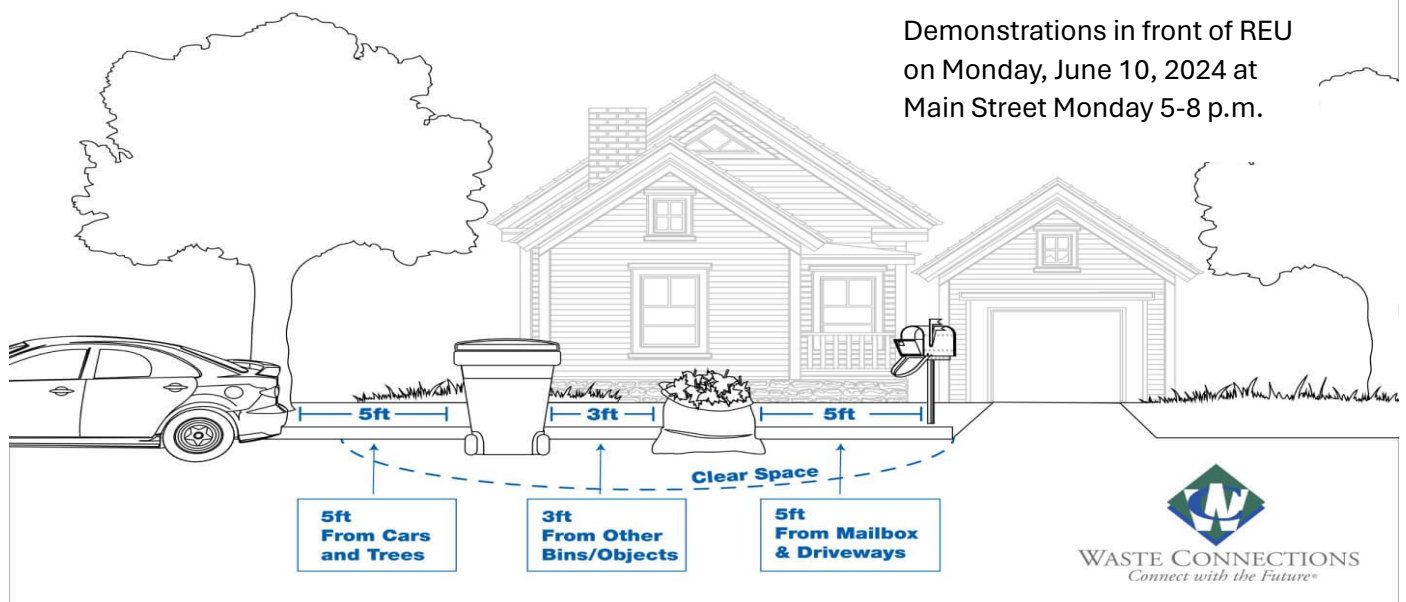 Demonstrations in front of REU
on Monday, June 10, 2024 at
Main Street Monday 5-8 p.m.
5ft
3ft
5ft
Clear Space
5ft
From Cars
and Trees
3ft
From Other
Bins/Objects
5ft
From Mailbox
& Driveways
WASTE CONNECTIONS
Connect with the Future®